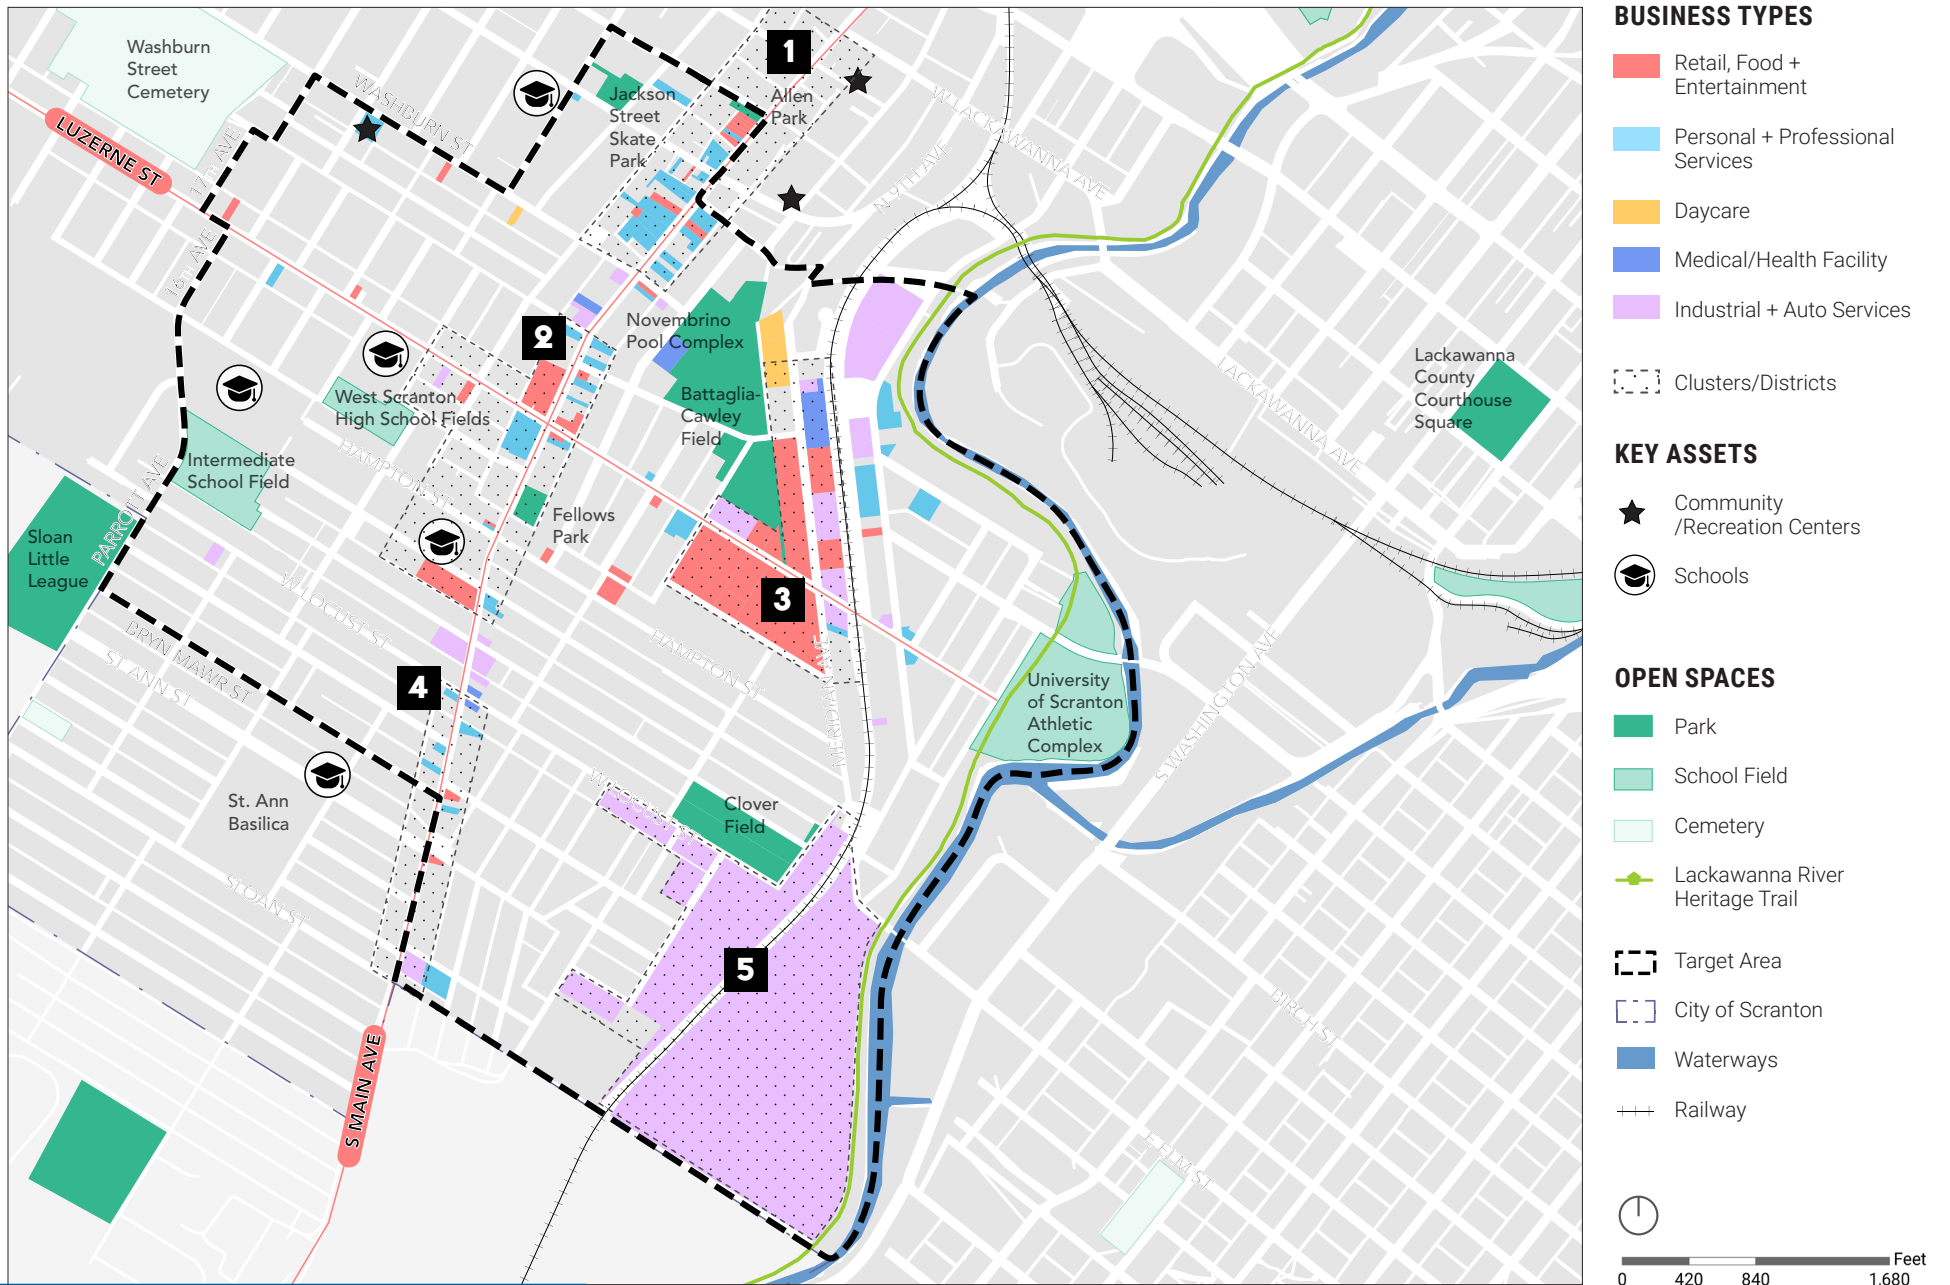 Washburn
Street
Cemetery
LUZERNE ST
17TH AVE
16TH AVE
WASHBURN ST
Jackson
Street
Skate
Park
1
Allen
Park
W LACKAWANNA AVE
N 9TH AVE
2
Novembrino
Pool Complex
West Scranton
High School Fields
Battaglia-
Cawley
Field
HAMPTON ST
Intermediate
School Field
PARROTT AVE
Sloan
Little
League
Fellows
Park
3
LACKAWANNA AVE
Lackawanna
County
Courthouse
Square
W LOCUST ST
HAMPTON ST
BRYN MAWR ST
ST ANN ST
4
MERIDIAN AVE
University
of Scranton
Athletic
Complex
S WASHINGTON AVE
St. Ann
Basilica
W LOCUST ST
Clover
Field
SLOAN ST
5
BIRCH ST
S MAIN AVE
E ELM ST
BUSINESS TYPES
Retail, Food +
Entertainment
Personal + Professional
Services
Daycare
Medical/Health Facility
Industrial + Auto Services
Clusters/Districts
KEY ASSETS
Community
/Recreation Centers
Schools
OPEN SPACES
Park
School Field
Cemetery
Lackawanna River
Heritage Trail
Target Area
City of Scranton
Waterways
Railway
Feet
0 420 840 1,680